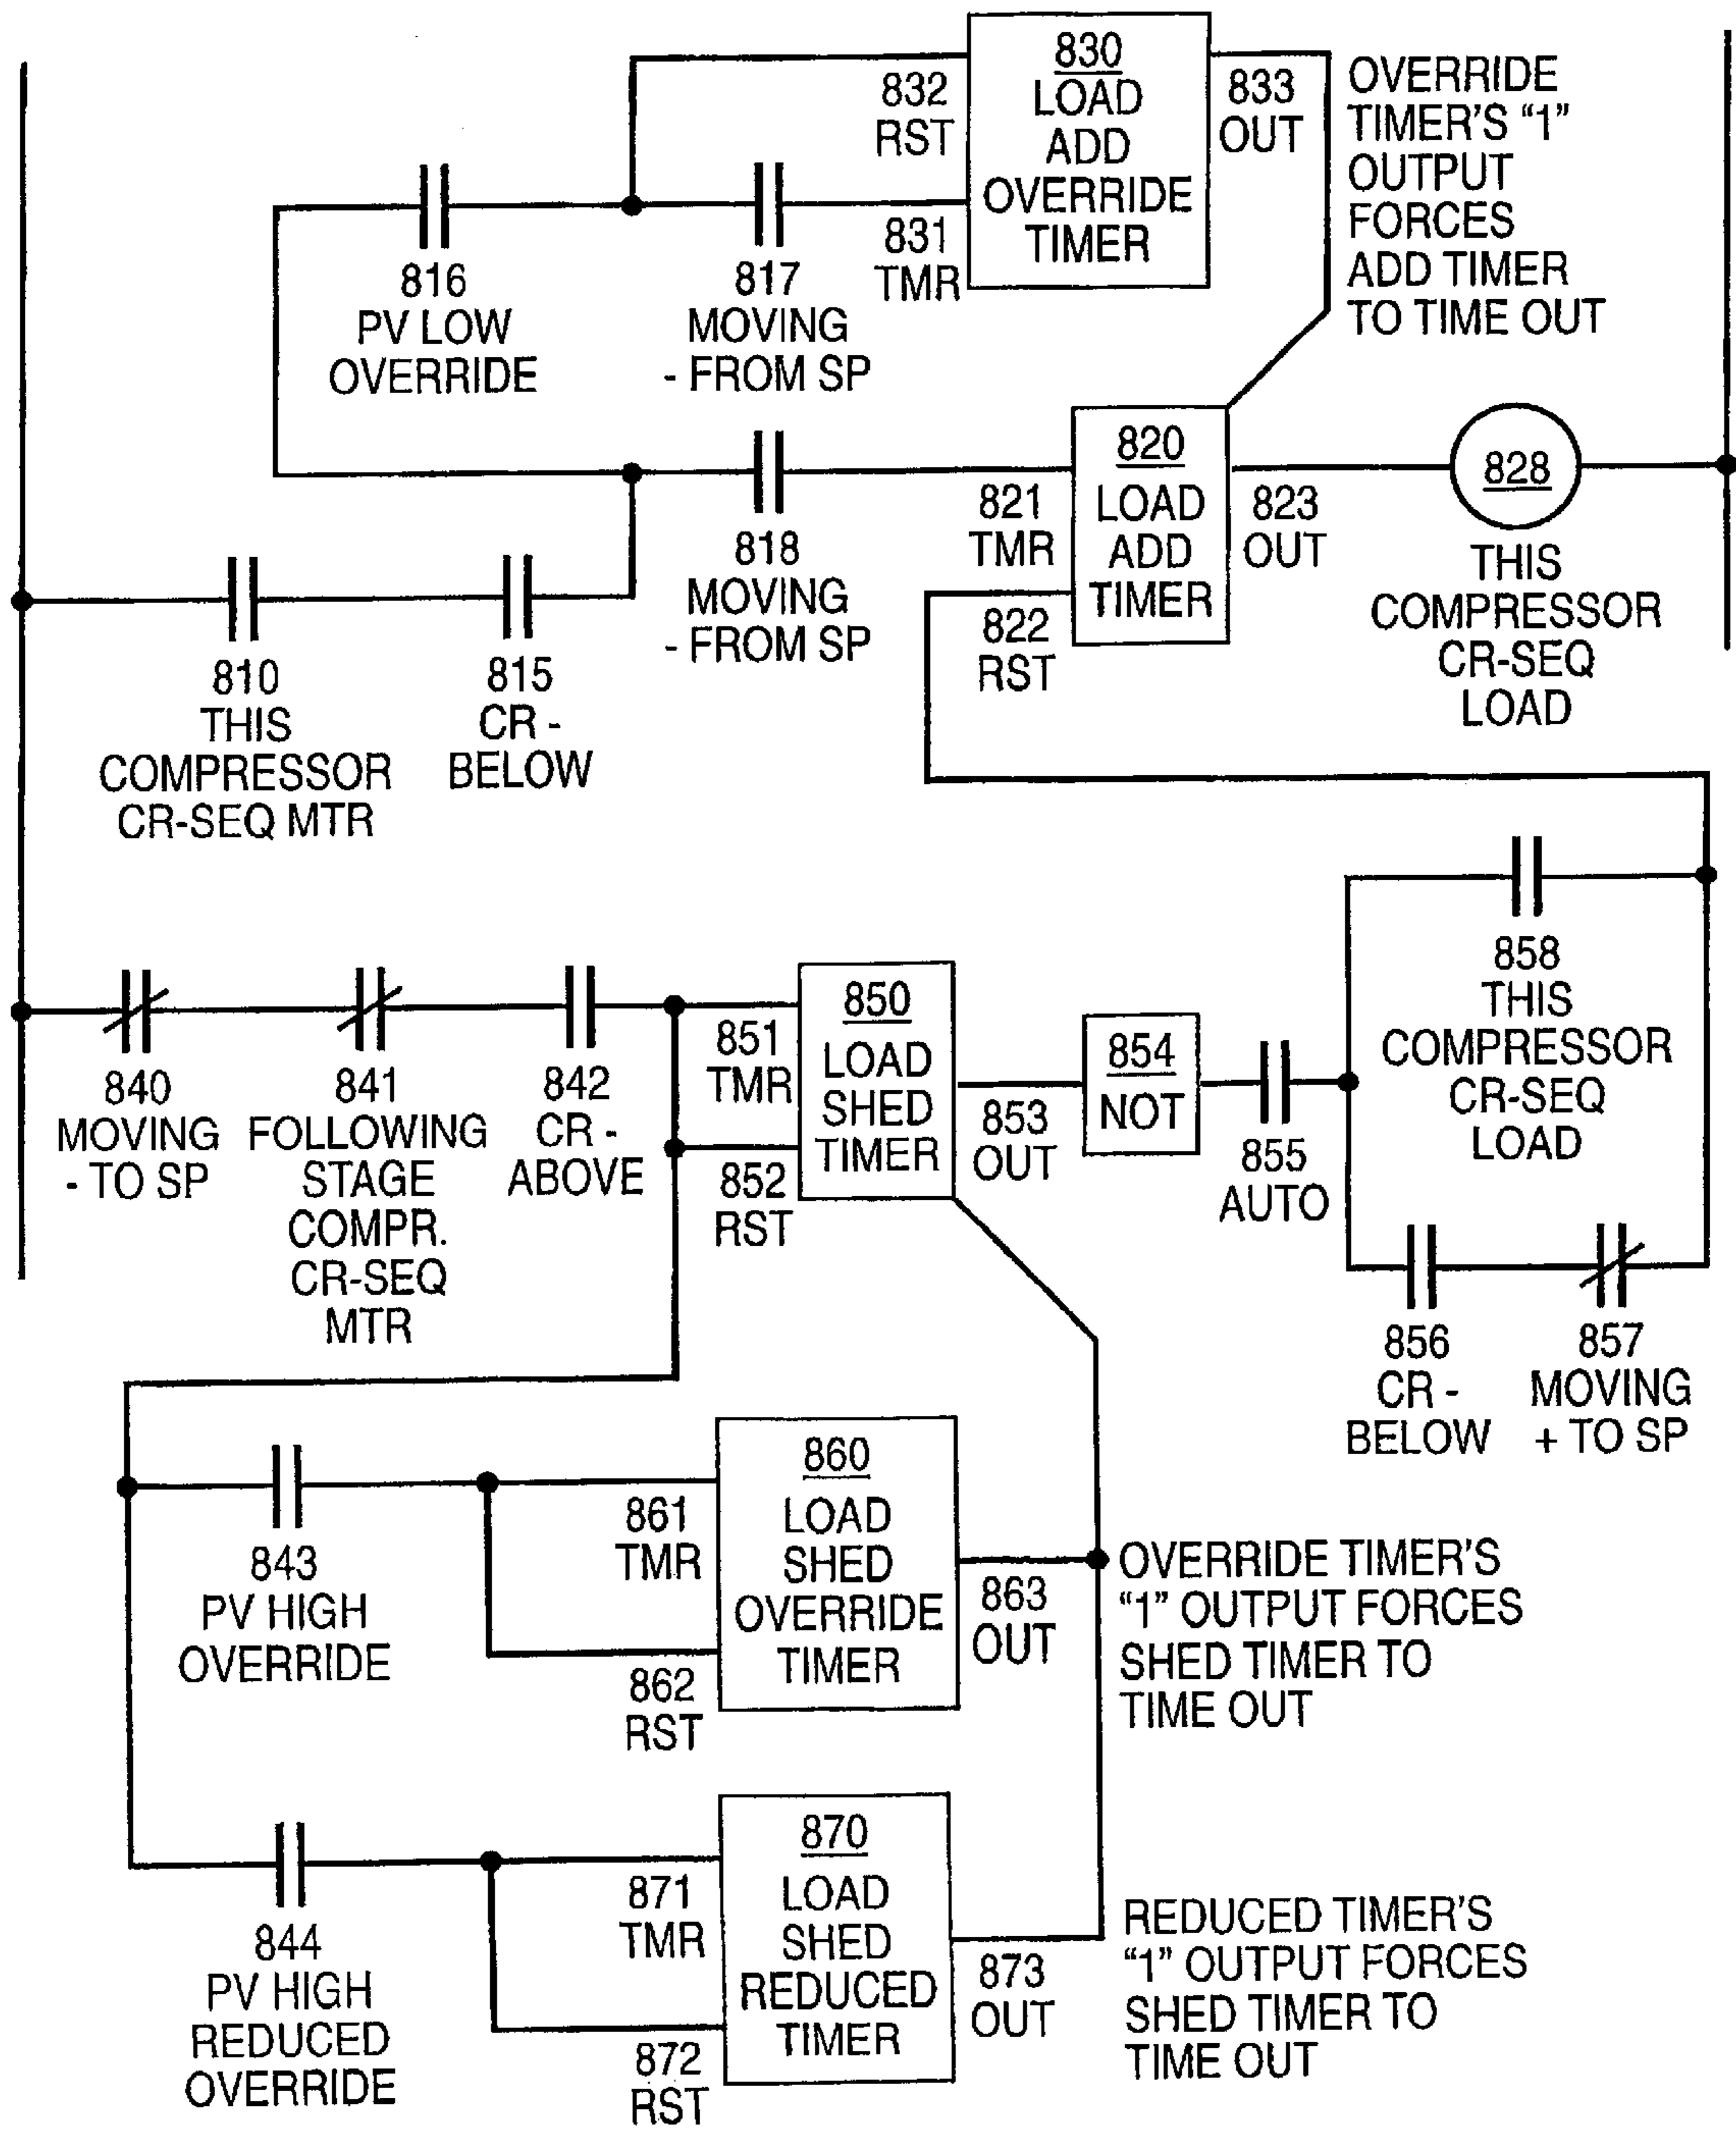 830
LOAD
ADD
OVERRIDE
TIMER
832
RST
831
TMR
833
OUT
OVERRIDE
TIMER'S “1”
OUTPUT
FORCES
ADD TIMER
TO TIME OUT
816
PV LOW
OVERRIDE
817
MOVING
- FROM SP
818
MOVING
- FROM SP
821
TMR
822
RST
820
LOAD
ADD
TIMER
823
OUT
828
THIS
COMPRESSOR
CR-SEQ
LOAD
810
THIS
COMPRESSOR
CR-SEQ MTR
815
CR -
BELOW
840
MOVING
- TO SP
841
FOLLOWING
STAGE
COMPR.
CR-SEQ
MTR
842
CR -
ABOVE
851
TMR
852
RST
850
LOAD
SHED
TIMER
853
OUT
854
NOT
855
AUTO
858
THIS
COMPRESSOR
CR-SEQ
LOAD
856
CR -
BELOW
857
MOVING
+ TO SP
843
PV HIGH
OVERRIDE
861
TMR
862
RST
860
LOAD
SHED
OVERRIDE
TIMER
863
OUT
OVERRIDE TIMER'S
“1” OUTPUT FORCES
SHED TIMER TO
TIME OUT
844
PV HIGH
REDUCED
OVERRIDE
871
TMR
872
RST
870
LOAD
SHED
REDUCED
TIMER
873
OUT
REDUCED TIMER'S
“1” OUTPUT FORCES
SHED TIMER TO
TIME OUT